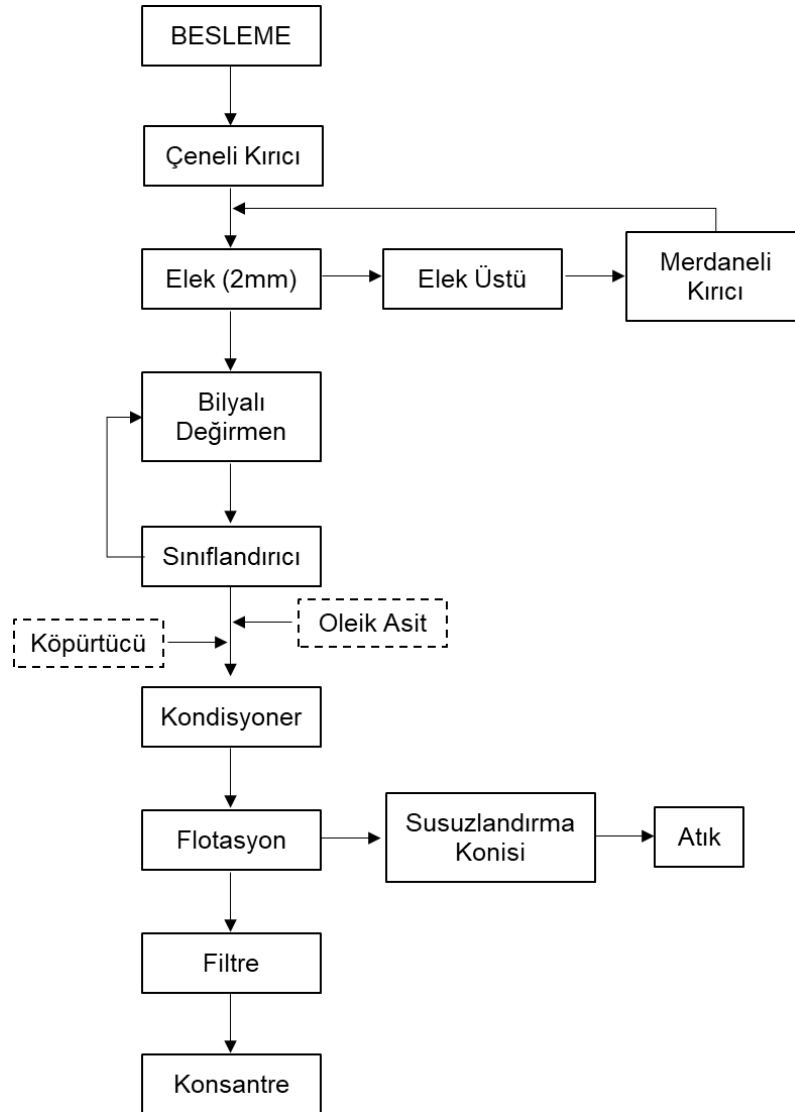 BESLEME
Çeneli Kırıcı
Elek (2mm)
Elek Üstü
Merdaneli
Kırıcı
Bilyalı
Değirmen
Sınıflandırıcı
Oleik Asit
Köpürtücü
Kondisyoner
Flotasyon
Susuzlandırma
Konisi
Atık
Filtre
Konsantre